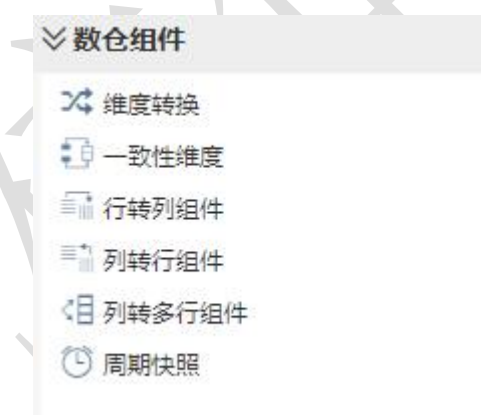 数仓组件
维度转换
一致性维度
行转列组件
列转行组件
列转多行组件
周期快照